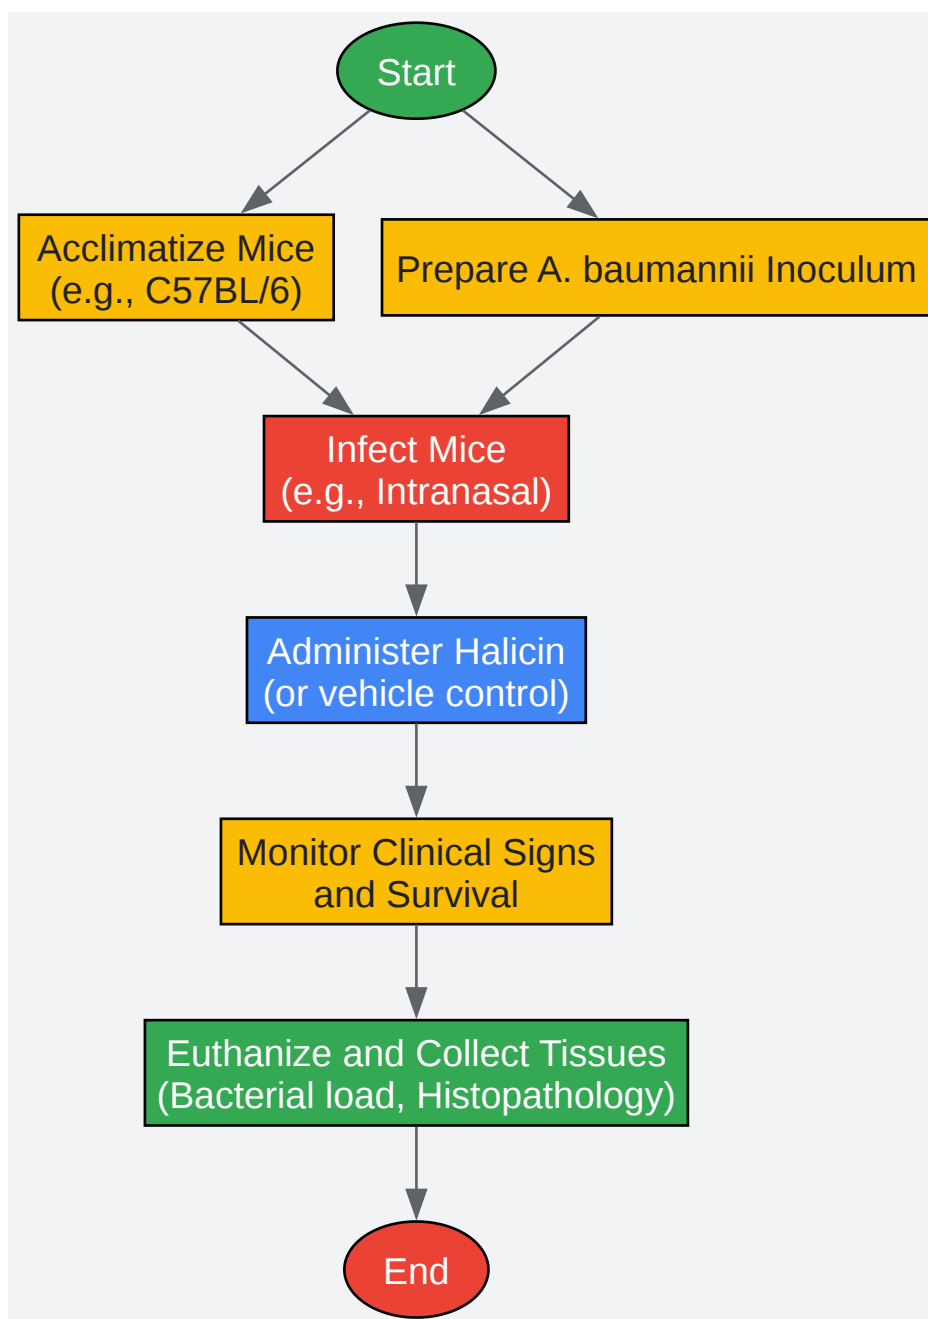 Start
Acclimatize Mice
(e.g., C57BL/6)
Prepare A. baumannii Inoculum
Infect Mice
(e.g., Intranasal)
Administer Halicin
(or vehicle control)
Monitor Clinical Signs
and Survival
Euthanize and Collect Tissues
(Bacterial load, Histopathology)
End